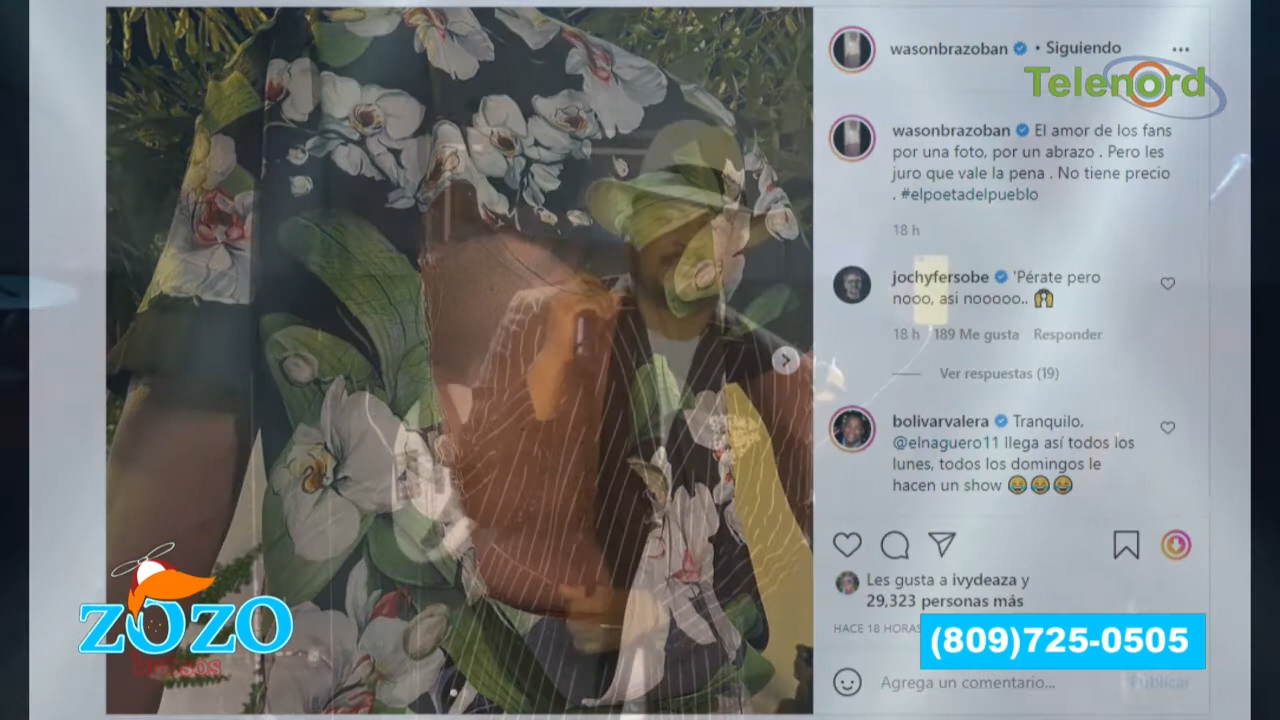 wasonbrazoban • Siguiendo
Telenord
wasonbrazoban El amor de los fans
por una foto, por un abrazo . Pero les
juro que vale la pena . No tiene precio
. #elpoetadelpueblo
18 h
jochyfersobe 'Pérate pero
nooo, asi nooooo..
18 h 189 Me gusta Responder
Ver respuestas (19)
bolivarvalera Tranquilo,
@elnaguero11 llega así todos los
lunes, todos los domingos le
hacen un show 😂😂😂
Les gusta a ivydeaza y
29,323 personas más
HACE 18 HORAS
(809)725-0505
Agrega un comentario...
Publicar
ZOZO